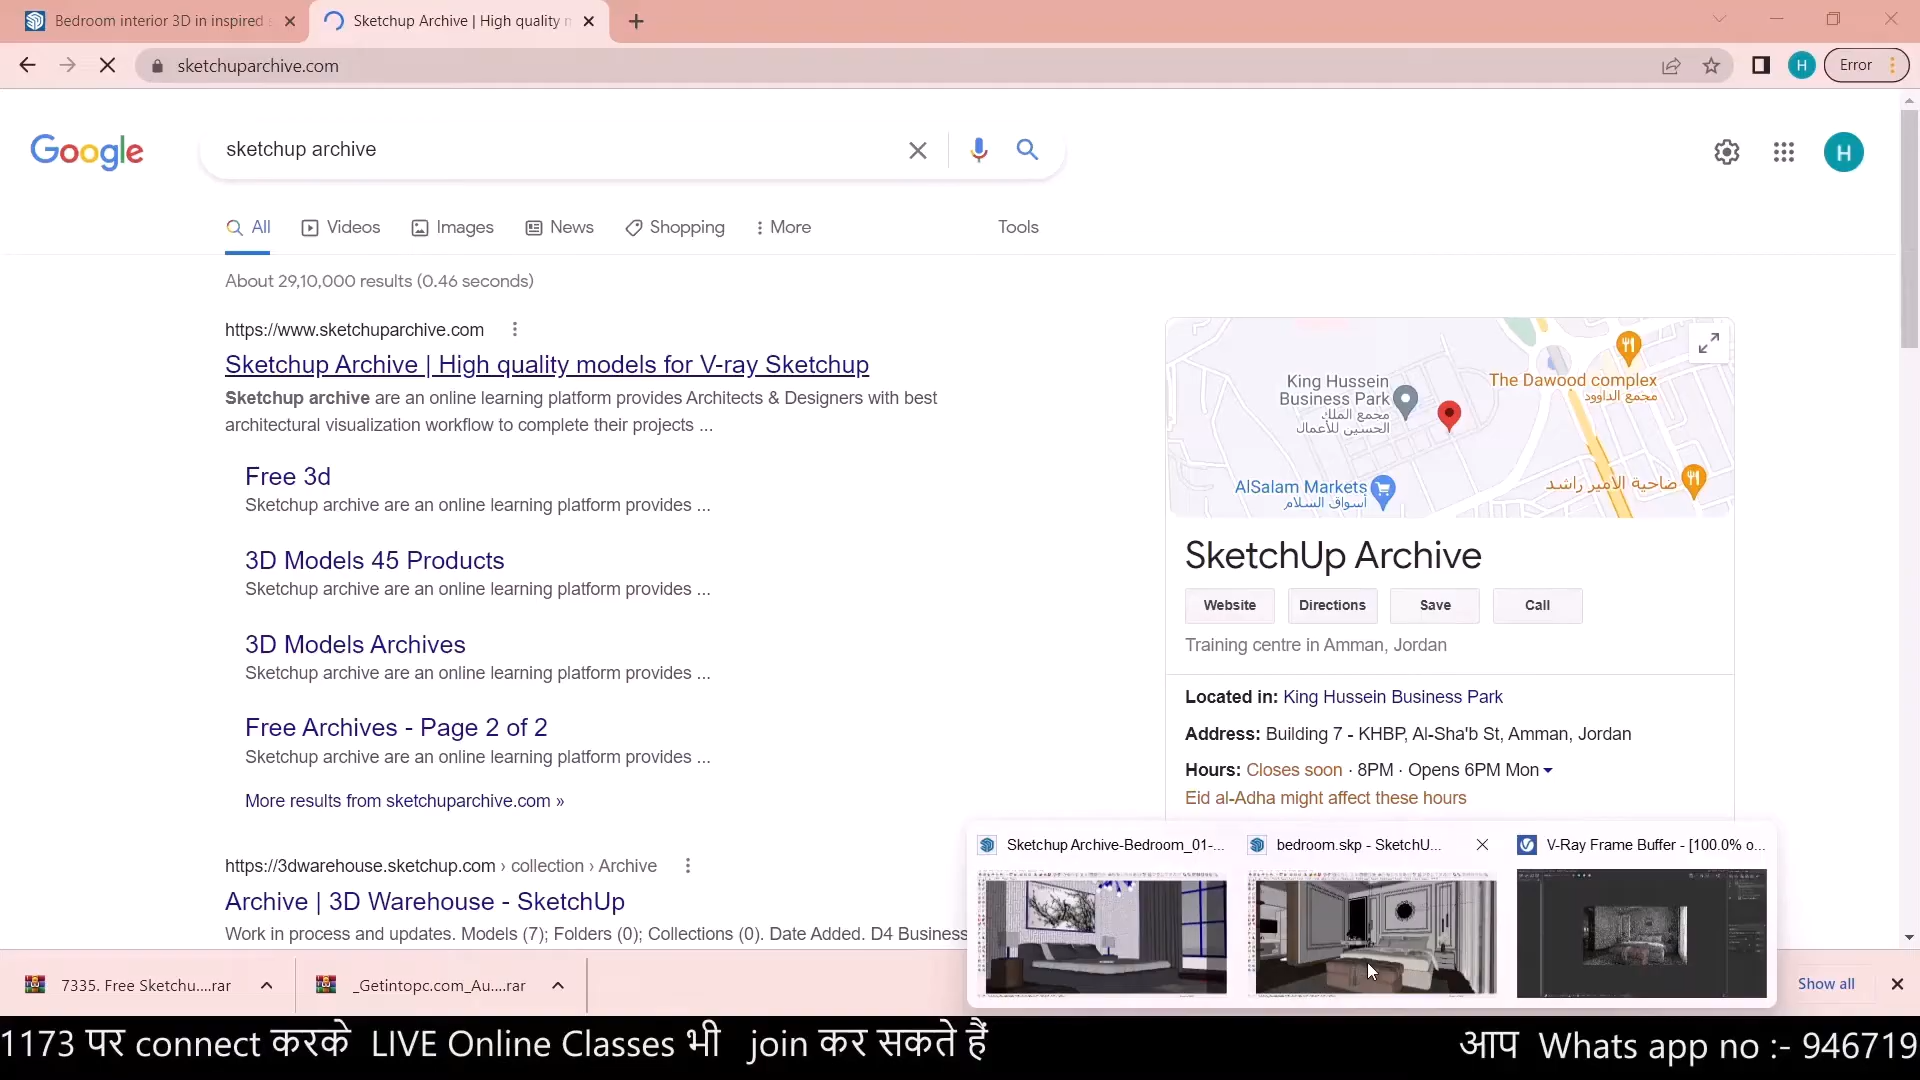 Bedroom interior 3D in inspired
Sketchup Archive | High quality
sketchuparchive.com
H
Error
Google
sketchup archive
H
All
Videos
Images
News
Shopping
More
Tools
About 29,10,000 results (0.46 seconds)
https://www.sketchuparchive.com
Sketchup Archive | High quality models for V-ray Sketchup
Sketchup archive are an online learning platform provides Architects & Designers with best
architectural visualization workflow to complete their projects ...
Free 3d
Sketchup archive are an online learning platform provides ...
3D Models 45 Products
Sketchup archive are an online learning platform provides ...
3D Models Archives
Sketchup archive are an online learning platform provides ...
Free Archives - Page 2 of 2
Sketchup archive are an online learning platform provides ...
More results from sketchuparchive.com »
https://3dwarehouse.sketchup.com › collection › Archive
Archive | 3D Warehouse - SketchUp
Work in process and updates. Models (7); Folders (0); Collections (0). Date Added. D4 Business
King Hussein
Business Park
مجمع الملك
الحسين للأعمال
The Dawood complex
مجمع الداوود
AlSalam Markets
أسواق السلام
ضاحية الأمير راشد
SketchUp Archive
Website
Directions
Save
Call
Training centre in Amman, Jordan
Located in: King Hussein Business Park
Address: Building 7 - KHBP, Al-Sha'b St, Amman, Jordan
Hours: Closes soon · 8PM · Opens 6PM Mon
Eid al-Adha might affect these hours
Sketchup Archive-Bedroom_01-...
bedroom.skp - SketchU...
V-Ray Frame Buffer - [100.0% o...
7335. Free Sketchu....rar
_Getintopc.com_Au....rar
Show all
1173 पर connect करके LIVE Online Classes भी join कर सकते हैं
आप Whats app no :- 946719